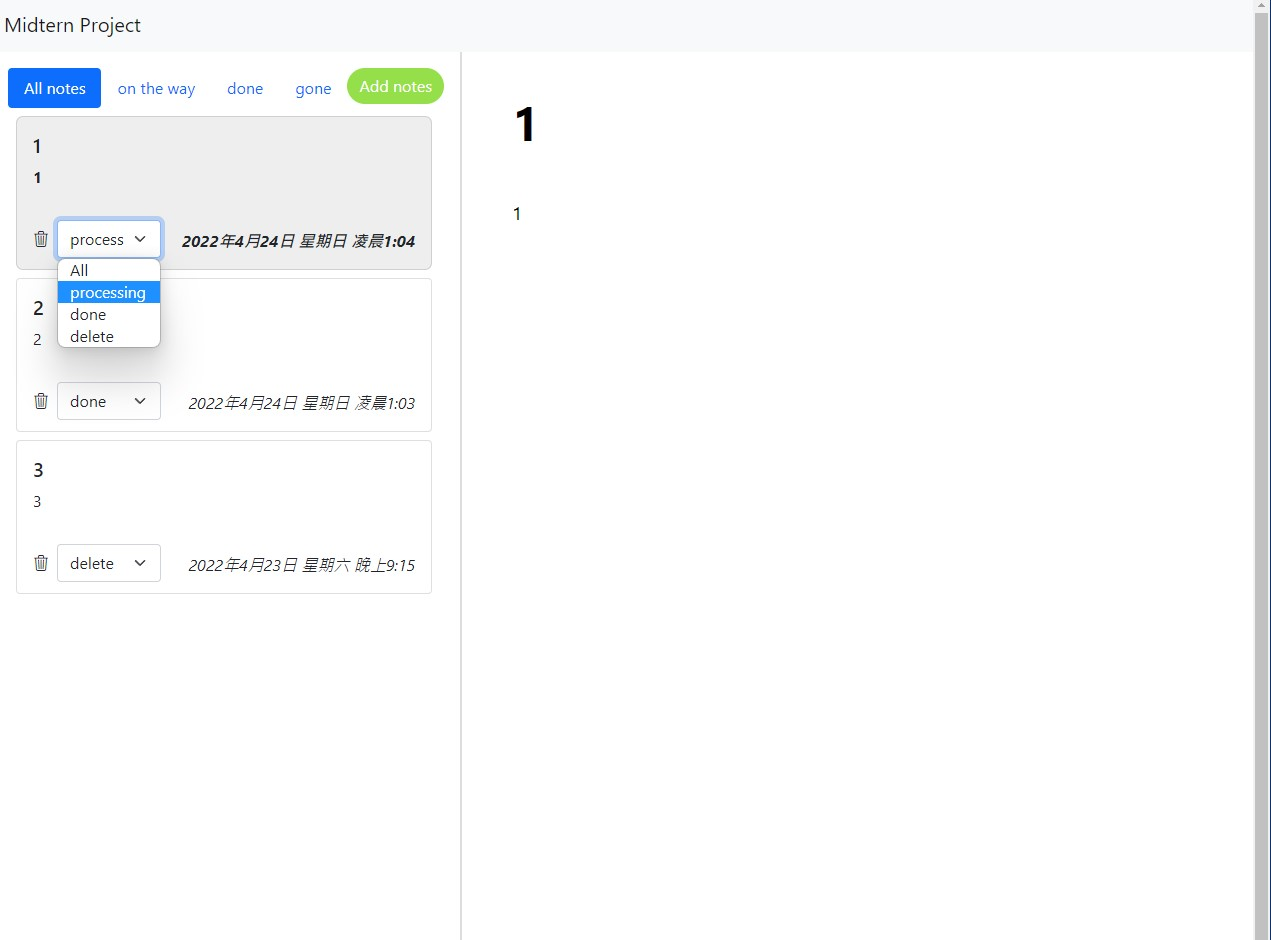 Midtern Project
All notes on the way done gone Add notes
1
1
process 2022年4月24日 星期日 凌晨1:04
All
processing
done
delete
2
2
done 2022年4月24日 星期日 凌晨1:03
3
3
delete 2022年4月23日 星期六 晚上9:15
1
1